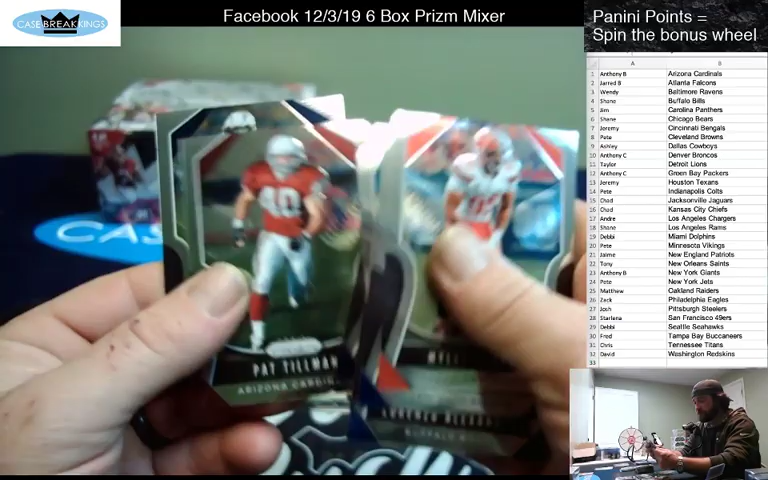 CASE BREAK KINGS
Facebook 12/3/19 6 Box Prizm Mixer
Panini Points =
Spin the bonus wheel
A B
1 Anthony B Arizona Cardinals
2 Jarred B Atlanta Falcons
3 Wendy Baltimore Ravens
4 Shane Buffalo Bills
5 Jim Carolina Panthers
6 Shane Chicago Bears
7 Jeremy Cincinnati Bengals
8 Pete Cleveland Browns
9 Ashley Dallas Cowboys
10 Anthony C Denver Broncos
11 Taylor Detroit Lions
12 Anthony C Green Bay Packers
13 Jeremy Houston Texans
14 Pete Indianapolis Colts
15 Chad Jacksonville Jaguars
16 Chad Kansas City Chiefs
17 Andre Los Angeles Chargers
18 Shane Los Angeles Rams
19 Debbi Miami Dolphins
20 Pete Minnesota Vikings
21 Jaime New England Patriots
22 Tony New Orleans Saints
23 Anthony B New York Giants
24 Pete New York Jets
25 Matthew Oakland Raiders
26 Zack Philadelphia Eagles
27 Josh Pittsburgh Steelers
28 Starlena San Francisco 49ers
29 Debbi Seattle Seahawks
30 Fred Tampa Bay Buccaneers
31 Chris Tennessee Titans
32 David Washington Redskins
33
40
PAT TILLMAN
ARIZONA CARDIN
CAS